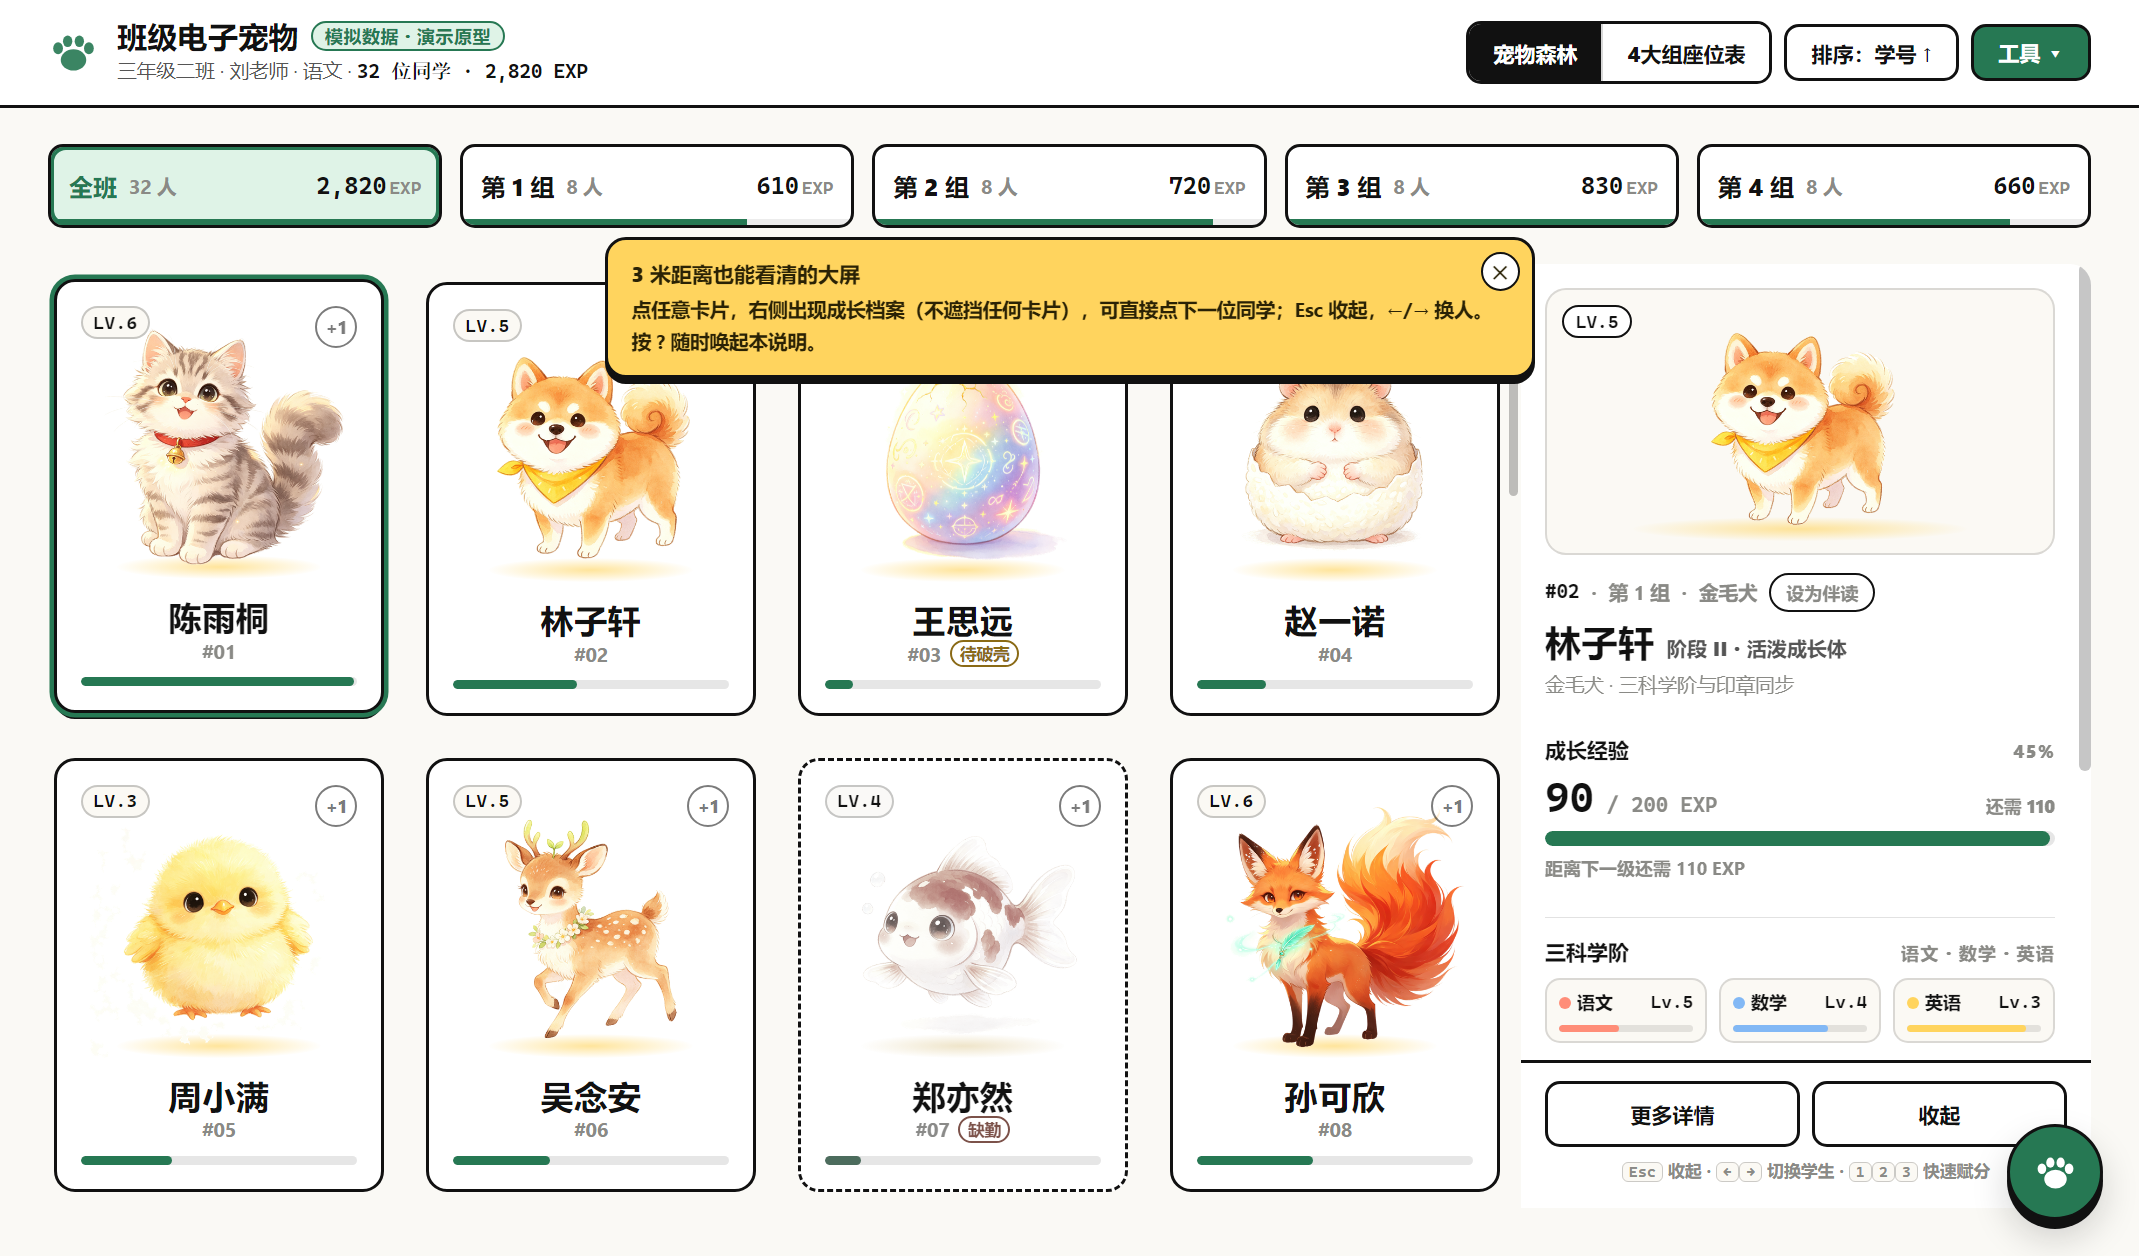 班级电子宠物 模拟数据 · 演示原型
三年级二班 · 刘老师 · 语文 · 32 位同学 · 2,820 EXP
宠物森林 4大组座位表 排序：学号 ↑ 工具 ▾
全班 32 人 2,820 EXP
第 1 组 8 人 610 EXP
第 2 组 8 人 720 EXP
第 3 组 8 人 830 EXP
第 4 组 8 人 660 EXP
3 米距离也能看清的大屏
点任意卡片，右侧出现成长档案（不遮挡任何卡片），可直接点下一位同学；Esc 收起，←/→ 换人。
按 ? 随时唤起本说明。
LV.6 +1
陈雨桐
#01
LV.5
林子轩
#02
王思远
#03 待破壳
赵一诺
#04
LV.3 +1
周小满
#05
LV.5 +1
吴念安
#06
LV.4 +1
郑亦然
#07 缺勤
LV.6 +1
孙可欣
#08
LV.5
#02 · 第 1 组 · 金毛犬 设为伴读
林子轩 阶段 II · 活泼成长体
金毛犬 · 三科学阶与印章同步
成长经验 45%
90 / 200 EXP 还需 110
距离下一级还需 110 EXP
三科学阶 语文 · 数学 · 英语
语文 Lv.5 数学 Lv.4 英语 Lv.3
更多详情 收起
Esc 收起 · ← → 切换学生 · 1 2 3 快速赋分